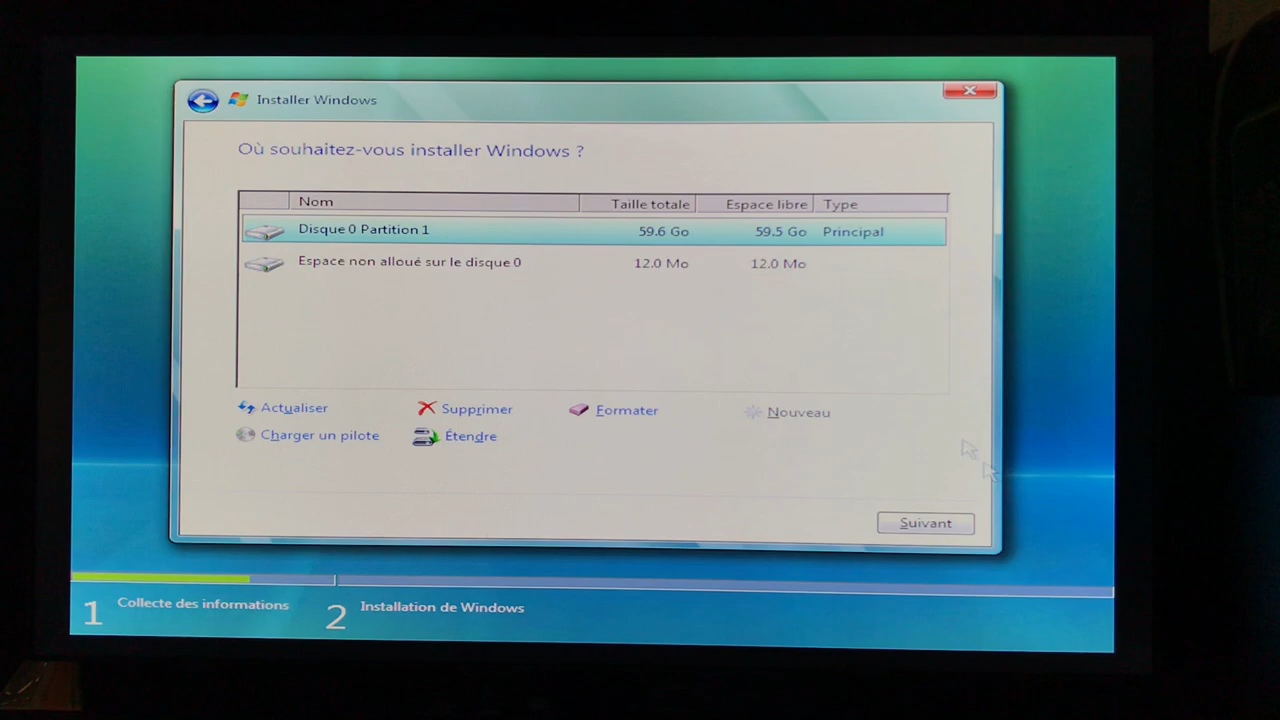 Installer Windows
Où souhaitez-vous installer Windows ?
Nom Taille totale Espace libre Type
Disque 0 Partition 1 59.6 Go 59.5 Go Principal
Espace non alloué sur le disque 0 12.0 Mo 12.0 Mo
Actualiser Supprimer Formater Nouveau
Charger un pilote Étendre
Suivant
1 Collecte des informations 2 Installation de Windows